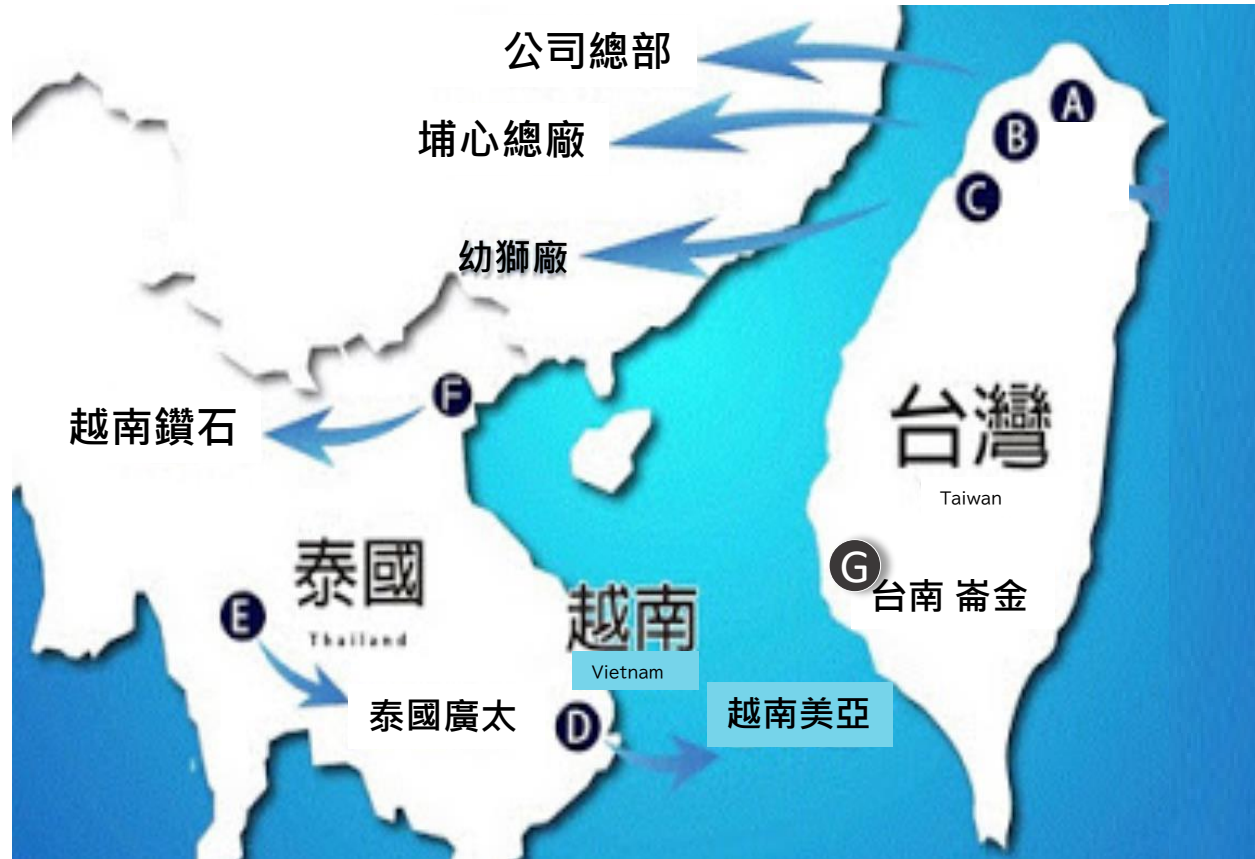 公司總部
A
埔心總廠
B
C
幼獅廠
F
越南鑽石
台灣
Taiwan
泰國
Thailand
G
台南 崙金
E
越南
Vietnam
泰國廣太
D
越南美亞